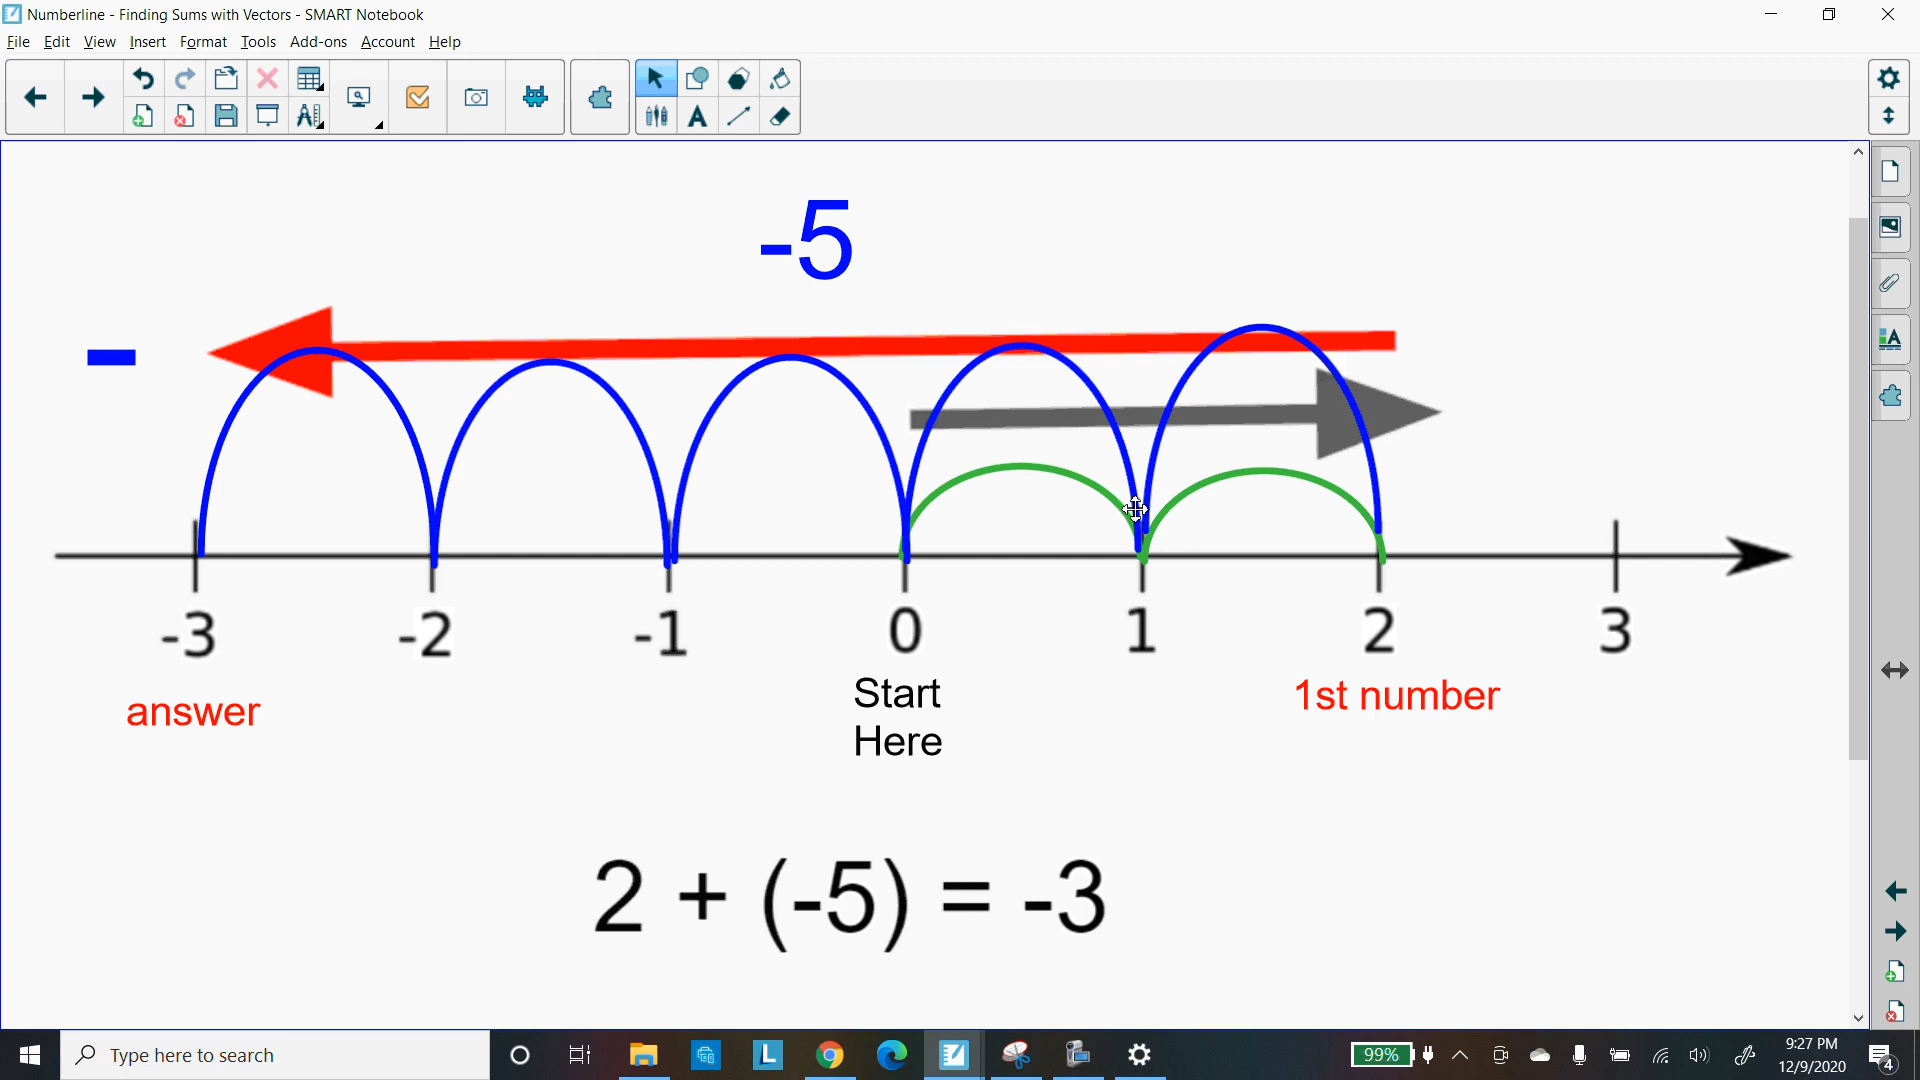 Numberline - Finding Sums with Vectors - SMART Notebook
File Edit View Insert Format Tools Add-ons Account Help
-5
-
-3 -2 -1 0 1 2 3
answer
Start
Here
1st number
2 + (-5) = -3
Type here to search
99%
9:27 PM
12/9/2020
4